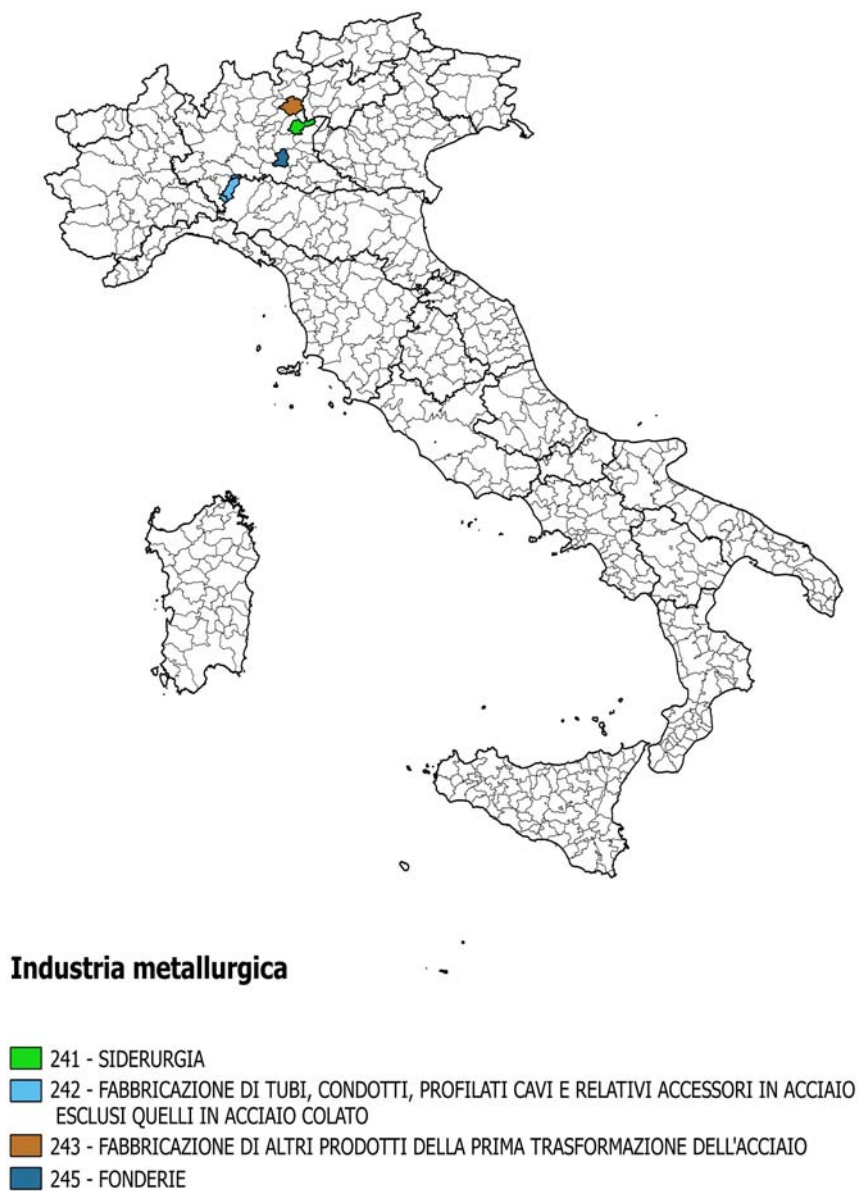 Industria metallurgica
241 - SIDERURGIA
242 - FABBRICAZIONE DI TUBI, CONDOTTI, PROFILATI CAVI E RELATIVI ACCESSORI IN ACCIAIO
ESCLUSI QUELLI IN ACCIAIO COLATO
243 - FABBRICAZIONE DI ALTRI PRODOTTI DELLA PRIMA TRASFORMAZIONE DELL'ACCIAIO
245 - FONDERIE